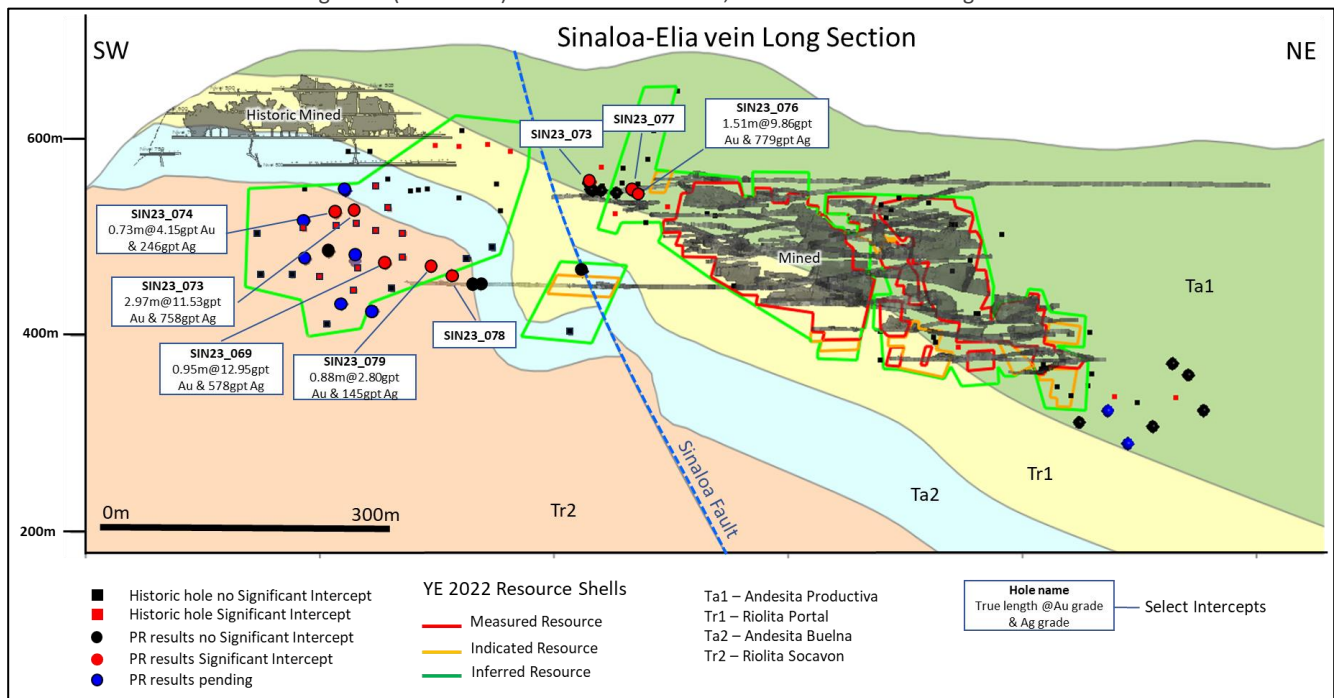 Sinaloa-Elia vein Long Section
SW
NE
Historic Mined
600m
SIN23_073
SIN23_077
SIN23_076
1.51m@9.86gpt
Au & 779gpt Ag
SIN23_074
0.73m@4.15gpt Au
& 246gpt Ag
SIN23_073
2.97m@11.53gpt
Au & 758gpt Ag
SIN23_069
0.95m@12.95gpt
Au & 578gpt Ag
SIN23_079
0.88m@2.80gpt
Au & 145gpt Ag
SIN23_078
Mined
400m
Ta1
Sinaloa Fault
Tr1
Ta2
Tr2
0m
300m
200m
Historic hole no Significant Intercept
Historic hole Significant Intercept
PR results no Significant Intercept
PR results Significant Intercept
PR results pending
YE 2022 Resource Shells
Measured Resource
Indicated Resource
Inferred Resource
Ta1 – Andesita Productiva
Tr1 – Riolita Portal
Ta2 – Andesita Buelna
Tr2 – Riolita Socavon
Hole name
True length @Au grade
& Ag grade
Select Intercepts